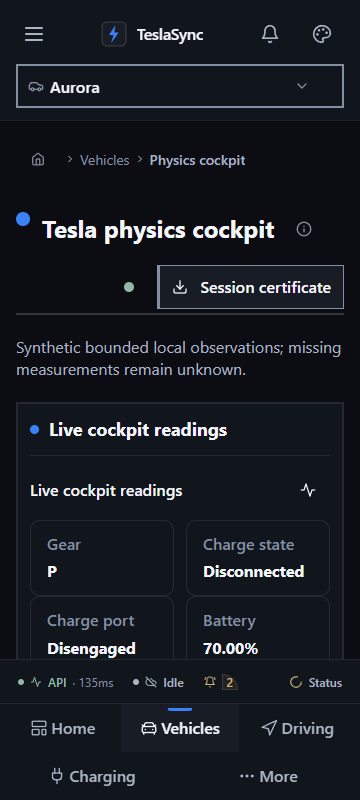 TeslaSync
Aurora
Vehicles
Physics cockpit
Tesla physics cockpit
Session certificate
Synthetic bounded local observations; missing
measurements remain unknown.
Live cockpit readings
Live cockpit readings
Gear
P
Charge state
Disconnected
Charge port
Disengaged
Battery
70.00%
API · 135ms
Idle
2
Status
Home
Vehicles
Driving
Charging
More